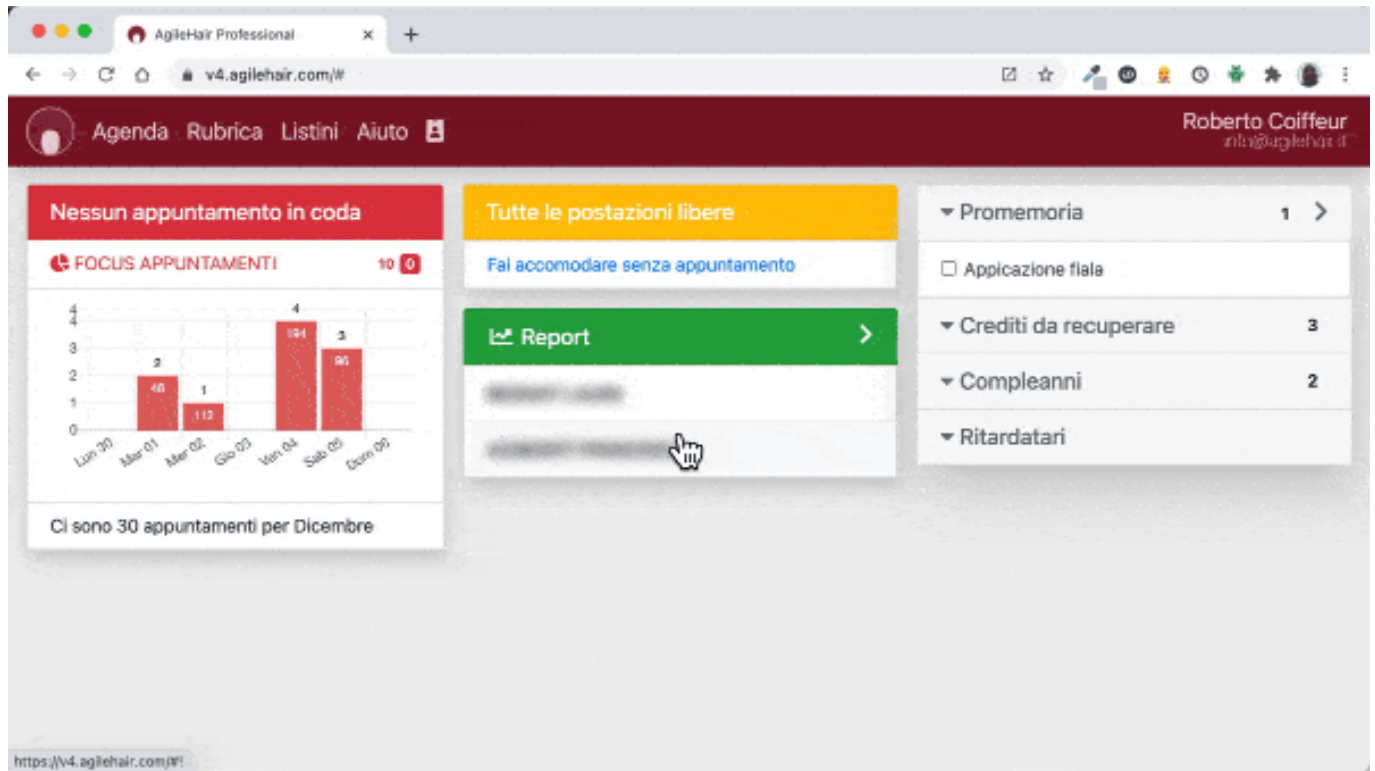 AgileHair Professional
v4.agilehair.com/#
Agenda Rubrica Listini Aiuto
Roberto Coiffeur
info@agilehair.it
Nessun appuntamento in coda
FOCUS APPUNTAMENTI 10 0
4
4
3
2
1
0
2
48
1
112
4
194
3
96
Lun 30
Mar 01
Mer 02
Gio 03
Ven 04
Sab 05
Dom 06
Ci sono 30 appuntamenti per Dicembre
Tutte le postazioni libere
Fai accomodare senza appuntamento
Report
Promemoria 1
Appicazione fiala
Crediti da recuperare 3
Compleanni 2
Ritardatari
https://v4.agilehair.com/#!